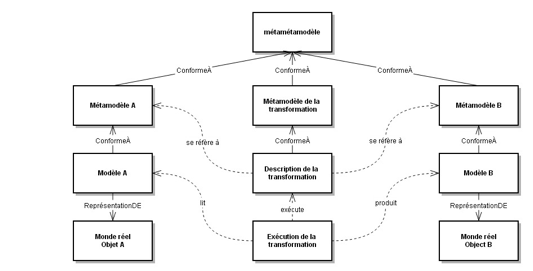 métamétamodèle
ConformeÀ
ConformeÀ
ConformeÀ
Métamodèle A
Métamodèle de la
transformation
Métamodèle B
ConformeÀ
se réfère á
ConformeÀ
se réfère á
ConformeÀ
Modèle A
Description de la
transformation
Modèle B
ReprésentationDE
lit
exécute
produit
ReprésentationDE
Monde réel
Objet A
Exécution de la
transformation
Monde réel
Object B